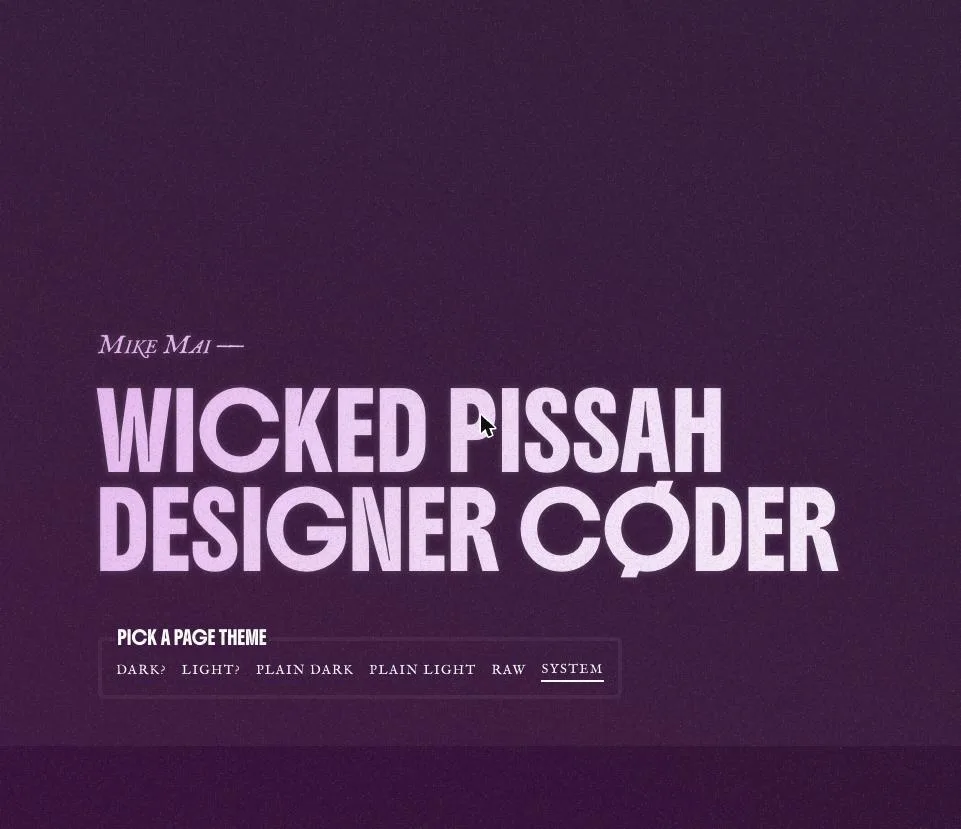 Mike Mai —
WICKED PISSAH
DESIGNER CØDER
PICK A PAGE THEME
DARK? LIGHT? PLAIN DARK PLAIN LIGHT RAW SYSTEM